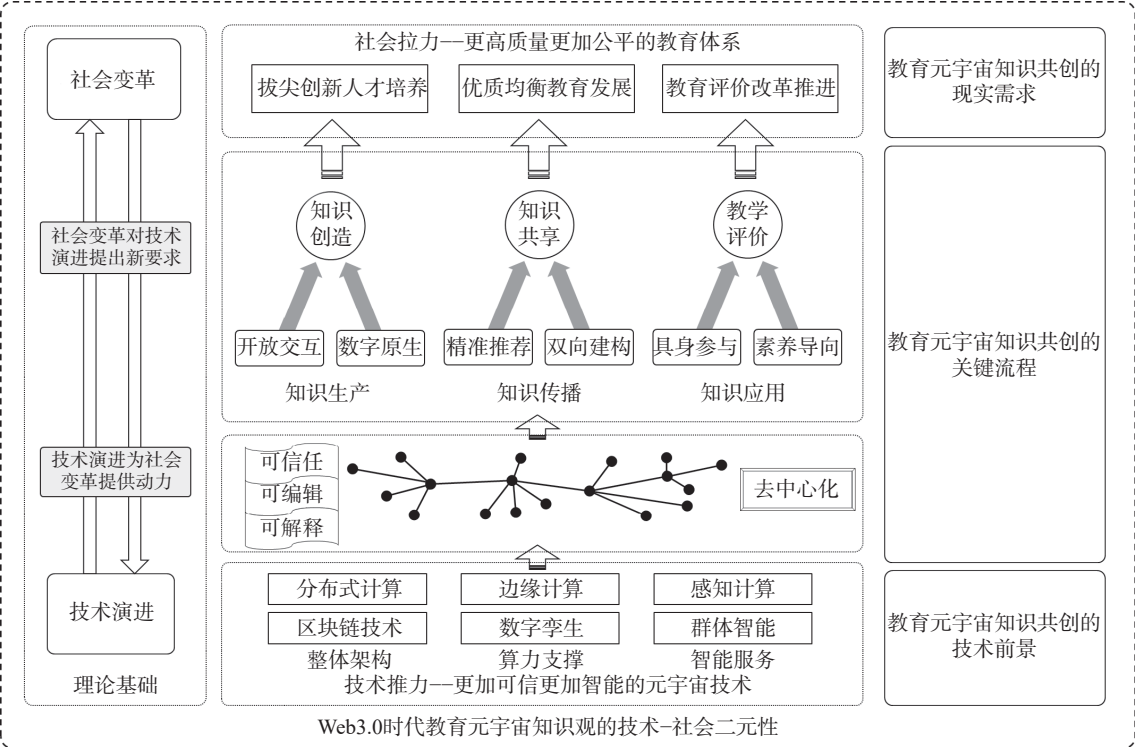 社会变革
社会变革对技术
演进提出新要求
技术演进为社会
变革提供动力
技术演进
理论基础
社会拉力——更高质量更加公平的教育体系
拔尖创新人才培养
优质均衡教育发展
教育评价改革推进
知识
创造
知识
共享
教学
评价
开放交互
数字原生
精准推荐
双向建构
具身参与
素养导向
知识生产
知识传播
知识应用
可信任
可编辑
可解释
去中心化
分布式计算
边缘计算
感知计算
区块链技术
数字孪生
群体智能
整体架构
算力支撑
智能服务
技术推力——更加可信更加智能的元宇宙技术
教育元宇宙知识共创的
现实需求
教育元宇宙知识共创的
关键流程
教育元宇宙知识共创的
技术前景
Web3.0时代教育元宇宙知识观的技术-社会二元性